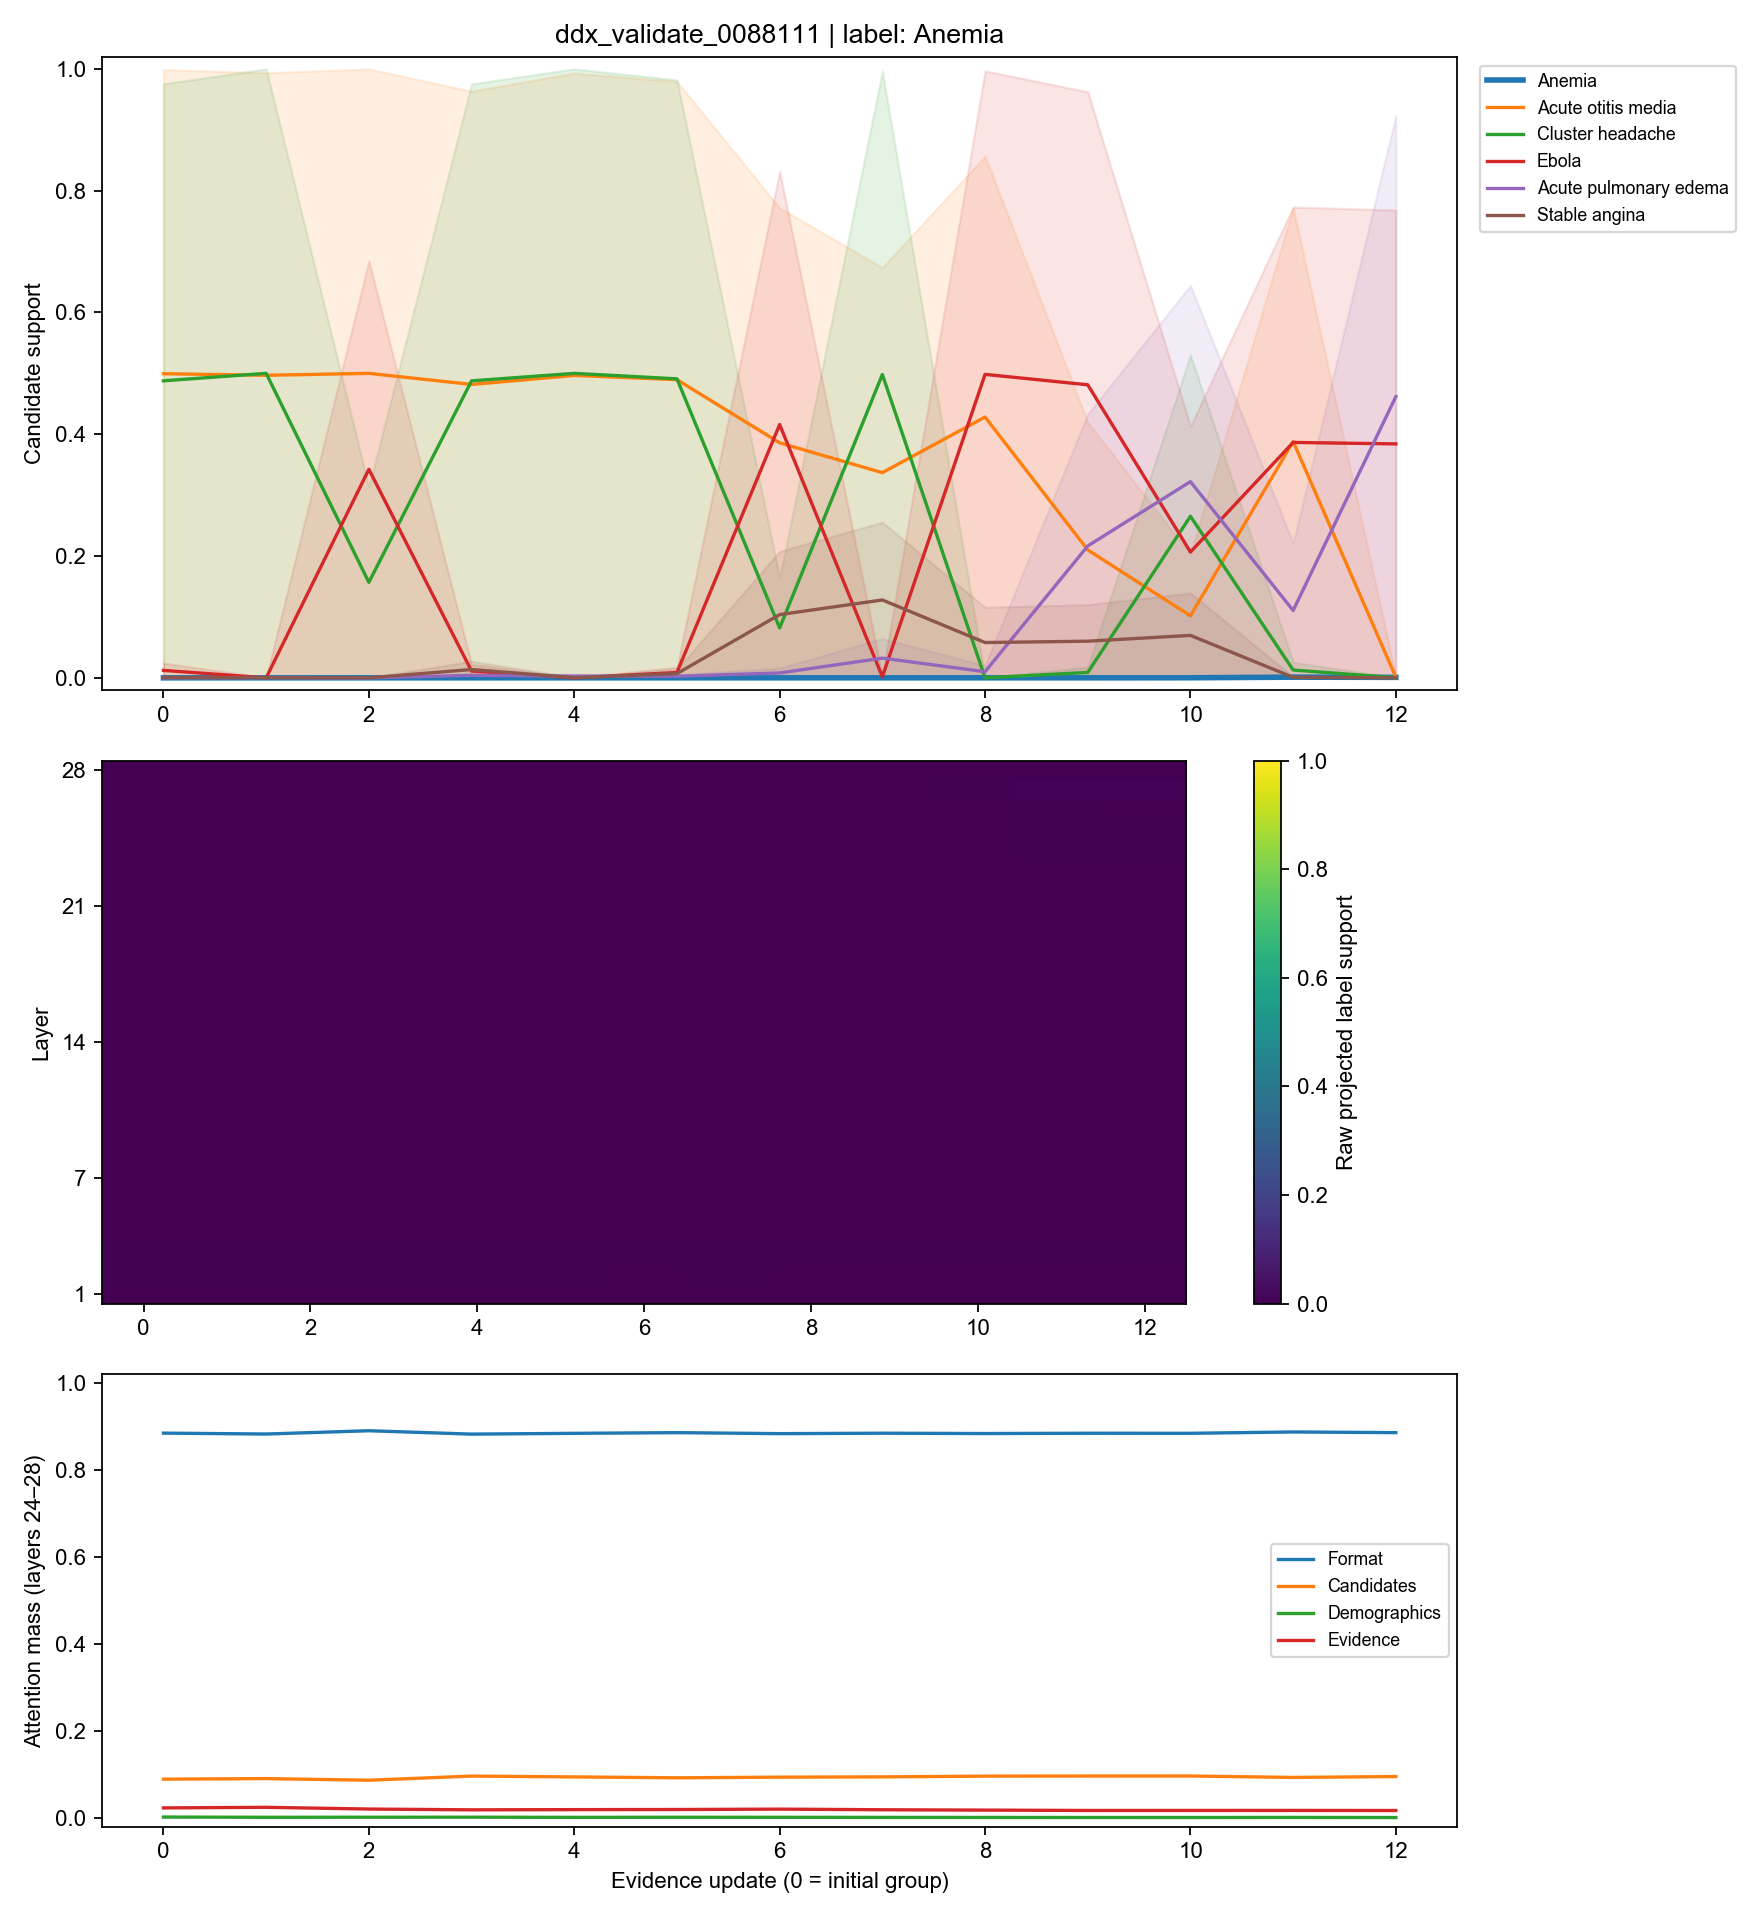 ddx_validate_0088111 | label: Anemia
Candidate support
1.0
0.8
0.6
0.4
0.2
0.0
0 2 4 6 8 10 12
Anemia
Acute otitis media
Cluster headache
Ebola
Acute pulmonary edema
Stable angina
Layer
28
21
14
7
1
0 2 4 6 8 10 12
1.0
0.8
0.6
0.4
0.2
0.0
Raw projected label support
Attention mass (layers 24–28)
1.0
0.8
0.6
0.4
0.2
0.0
Format
Candidates
Demographics
Evidence
0 2 4 6 8 10 12
Evidence update (0 = initial group)